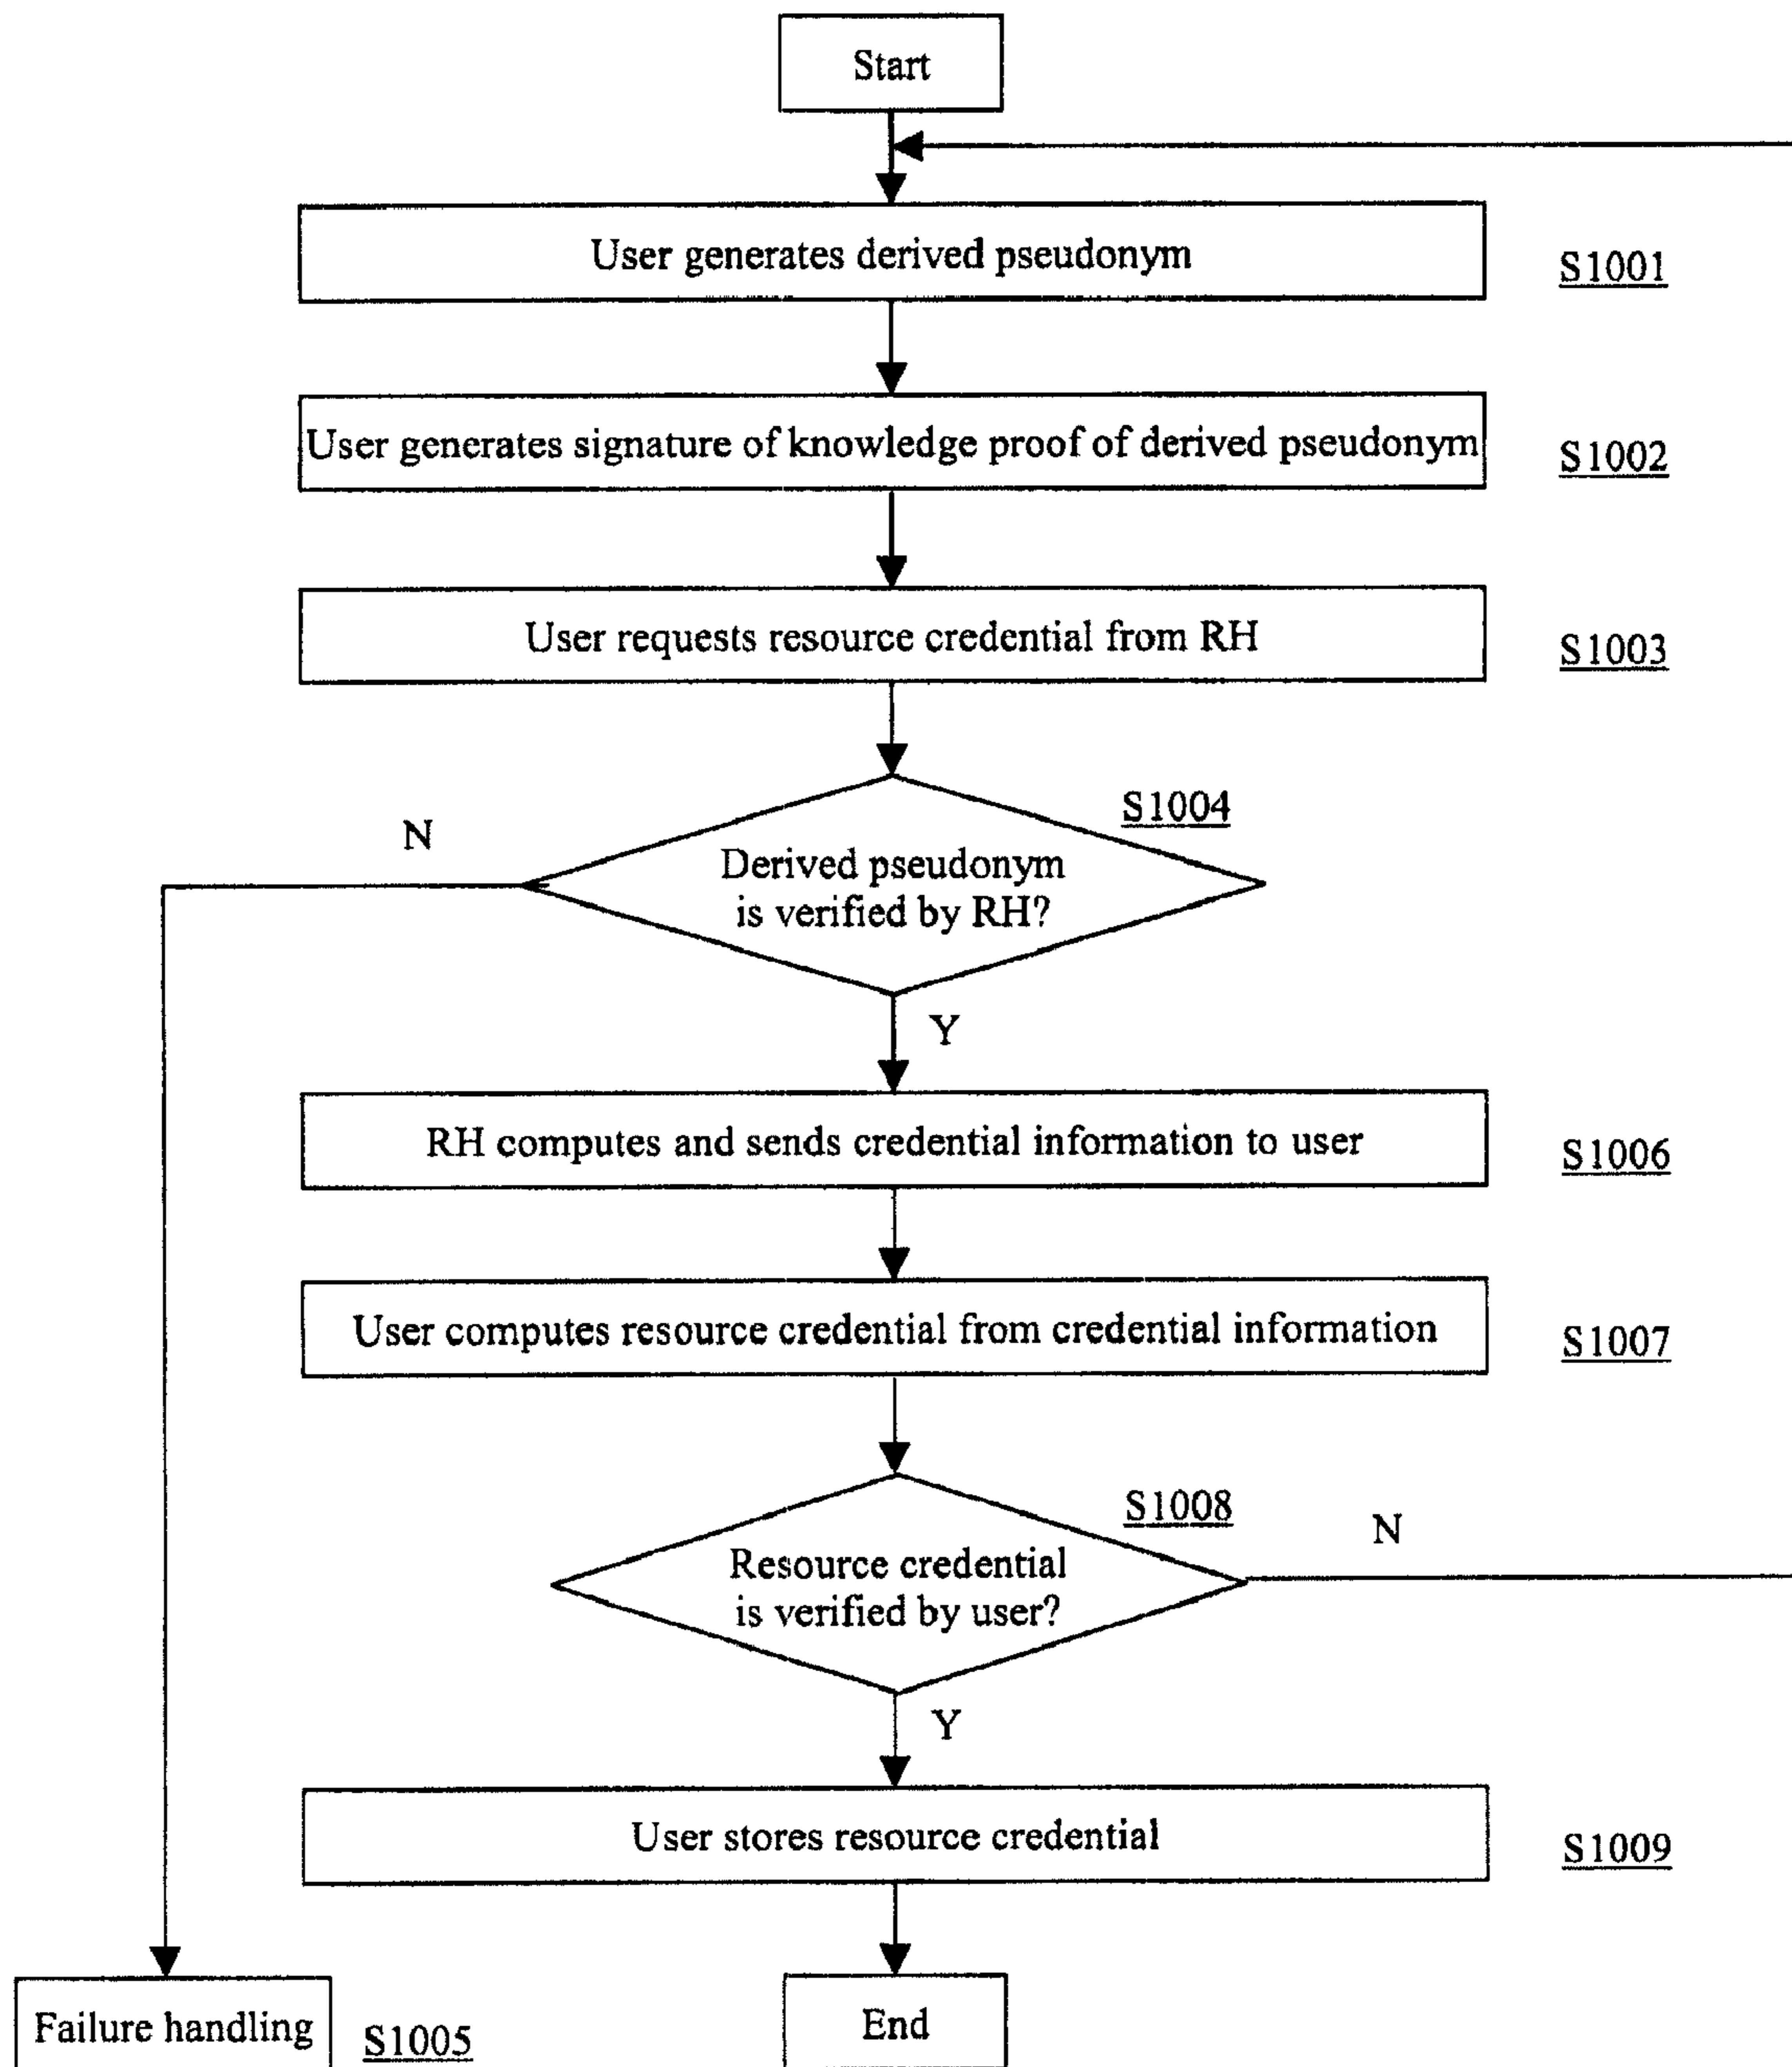 Start
User generates derived pseudonym
S1001
User generates signature of knowledge proof of derived pseudonym
S1002
User requests resource credential from RH
S1003
S1004
N
Derived pseudonym
is verified by RH?
Y
RH computes and sends credential information to user
S1006
User computes resource credential from credential information
S1007
S1008
N
Resource credential
is verified by user?
Y
User stores resource credential
S1009
Failure handling
S1005
End